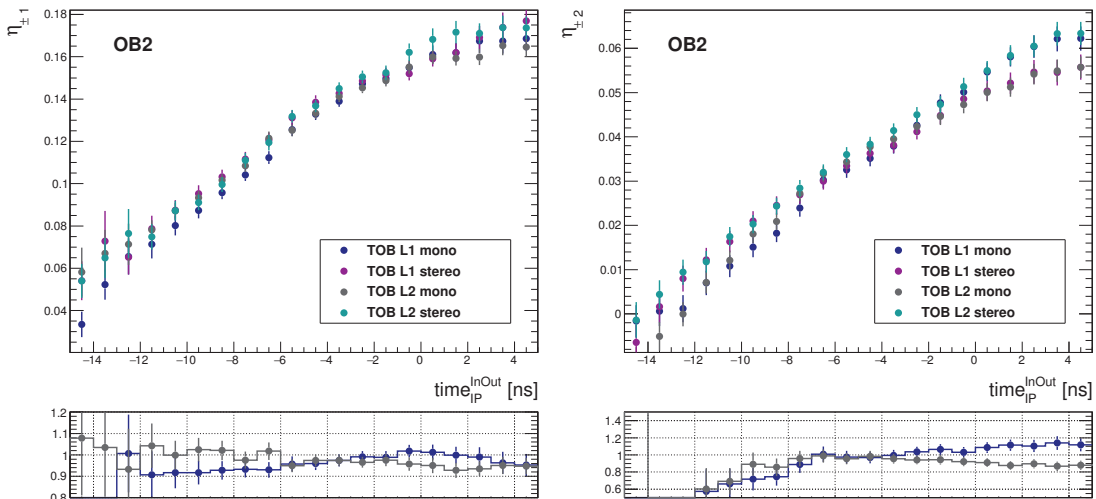 η± 1
OB2
0.18
0.16
0.14
0.12
0.1
0.08
0.06
0.04
TOB L1 mono
TOB L1 stereo
TOB L2 mono
TOB L2 stereo
−14 −12 −10 −8 −6 −4 −2 0 2 4
time^InOut_IP [ns]
1.2
1.1
1
0.9
0.8
η± 2
OB2
0.06
0.05
0.04
0.03
0.02
0.01
0
TOB L1 mono
TOB L1 stereo
TOB L2 mono
TOB L2 stereo
−14 −12 −10 −8 −6 −4 −2 0 2 4
time^InOut_IP [ns]
1.4
1.2
1
0.8
0.6